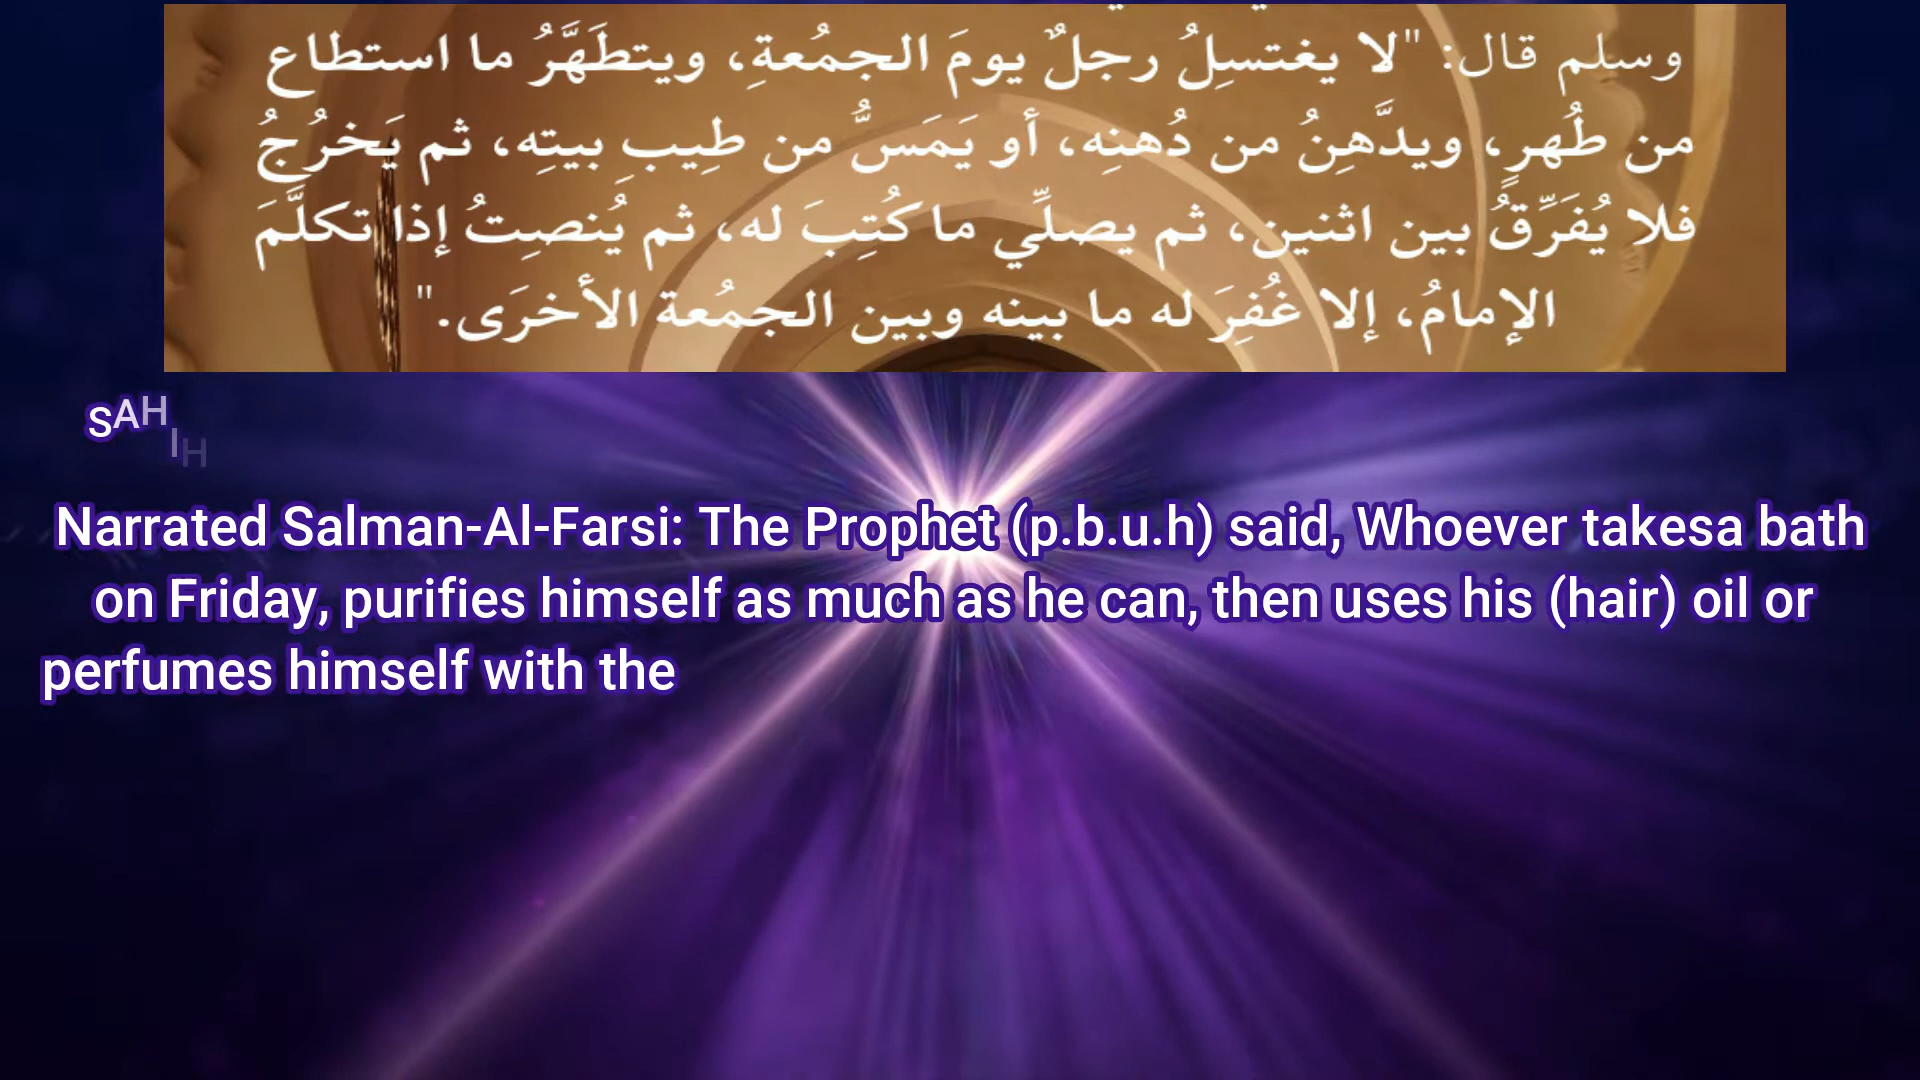 وسلم قال: "لا يغتسِلُ رجلٌ يومَ الجمُعةِ، ويتطَهَّرُ ما استطاع
من طُهرٍ، ويدَّهِنُ من دُهنِه، أو يَمَسُّ من طِيبِ بيتِه، ثم يَخرُجُ
فلا يُفَرِّقُ بين اثنين، ثم يصلِّي ما كُتِبَ له، ثم يُنصِتُ إذا تكلَّمَ
الإمامُ، إلا غُفِرَ له ما بينه وبين الجمُعة الأخرَى."
SAHIH
Narrated Salman-Al-Farsi: The Prophet (p.b.u.h) said, Whoever takesa bath
on Friday, purifies himself as much as he can, then uses his (hair) oil or
perfumes himself with the